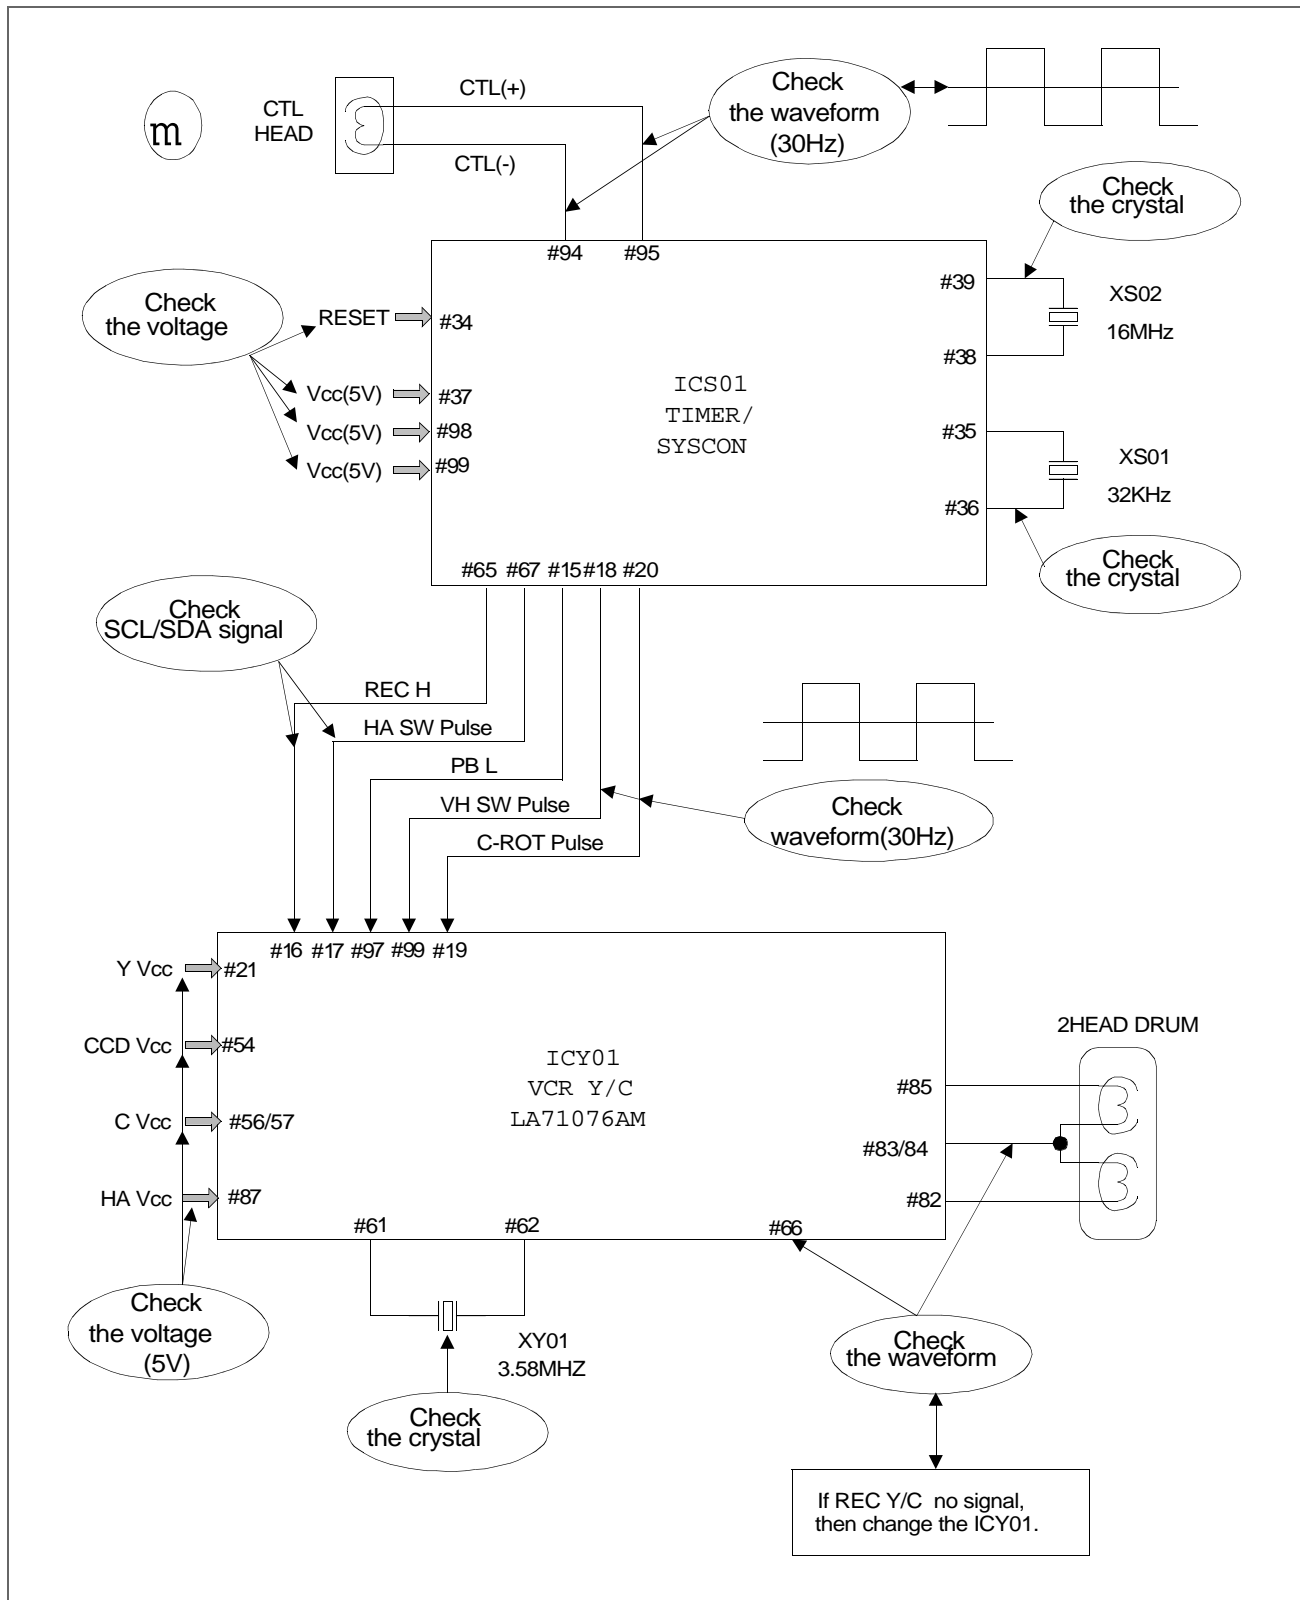 m
CTL
HEAD
CTL(+)
CTL(-)
Check
the waveform
(30Hz)
Check
the crystal
#94
#95
Check
the voltage
RESET
#34
Vcc(5V)
#37
Vcc(5V)
#98
Vcc(5V)
#99
ICS01
TIMER/
SYSCON
#39
#38
XS02
16MHz
#35
#36
XS01
32KHz
Check
the crystal
#65
#67
#15
#18
#20
Check
SCL/SDA signal
REC H
HA SW Pulse
PB L
VH SW Pulse
C-ROT Pulse
Check
waveform(30Hz)
#16
#17
#97
#99
#19
Y Vcc
#21
CCD Vcc
#54
C Vcc
#56/57
HA Vcc
#87
ICY01
VCR Y/C
LA71076AM
2HEAD DRUM
#85
#83/84
#82
#61
#62
#66
Check
the voltage
(5V)
XY01
3.58MHZ
Check
the crystal
Check
the waveform
If REC Y/C no signal,
then change the ICY01.